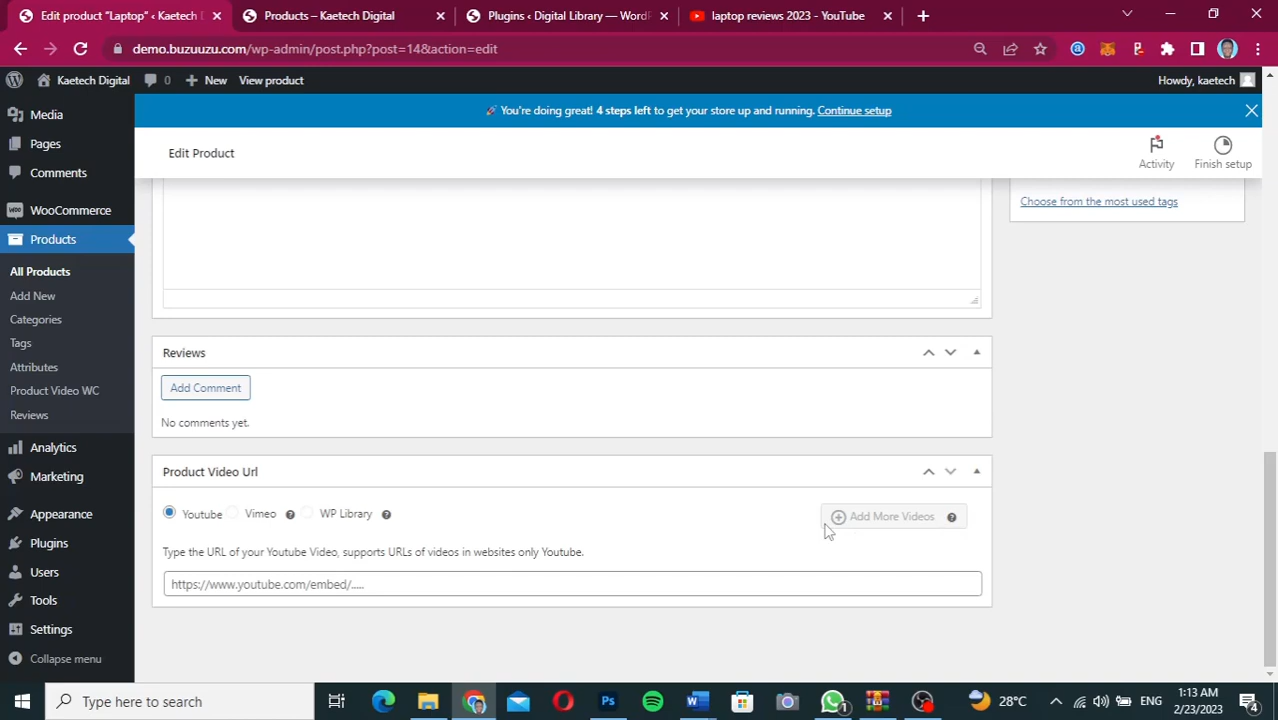 Edit product "Laptop" ‹ Kaetech D
Products – Kaetech Digital
Plugins ‹ Digital Library — WordP
laptop reviews 2023 - YouTube
demo.buzuuzu.com/wp-admin/post.php?post=14&action=edit
Kaetech Digital
0
New
View product
Howdy, kaetech
You're doing great! 4 steps left to get your store up and running. Continue setup
Edit Product
Activity
Finish setup
Media
Pages
Comments
WooCommerce
Products
All Products
Add New
Categories
Tags
Attributes
Product Video WC
Reviews
Analytics
Marketing
Appearance
Plugins
Users
Tools
Settings
Collapse menu
Choose from the most used tags
Reviews
Add Comment
No comments yet.
Product Video Url
Youtube
Vimeo
WP Library
Add More Videos
Type the URL of your Youtube Video, supports URLs of videos in websites only Youtube.
https://www.youtube.com/embed/.....
Type here to search
28°C
ENG
1:13 AM
2/23/2023
1
4